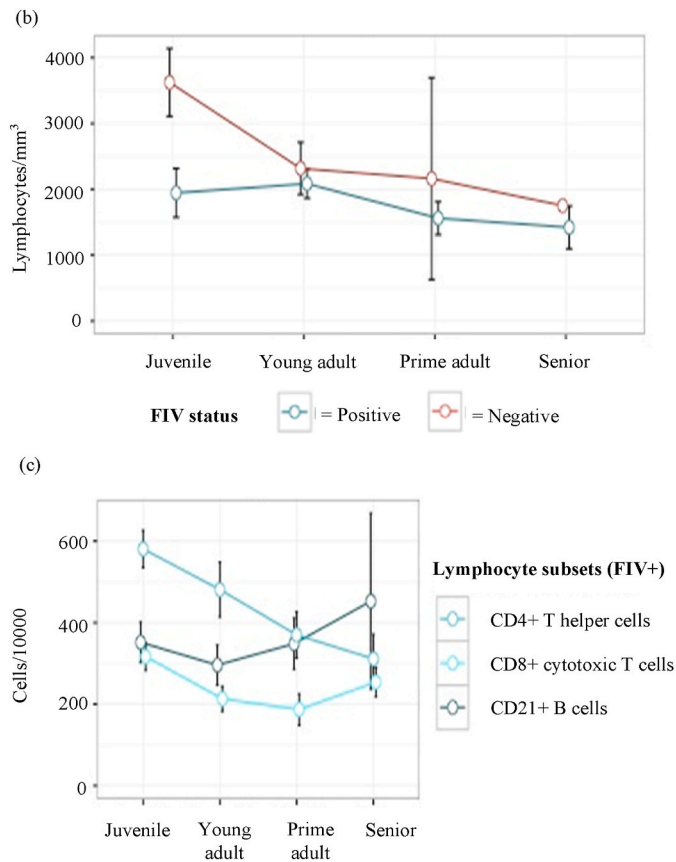 (b)
4000
3000
2000
1000
0
Lymphocytes/mm³
Juvenile Young adult Prime adult Senior
FIV status = Positive = Negative
(c)
600
400
200
0
Cells/10000
Juvenile Young adult Prime adult Senior
Lymphocyte subsets (FIV+)
CD4+ T helper cells
CD8+ cytotoxic T cells
CD21+ B cells